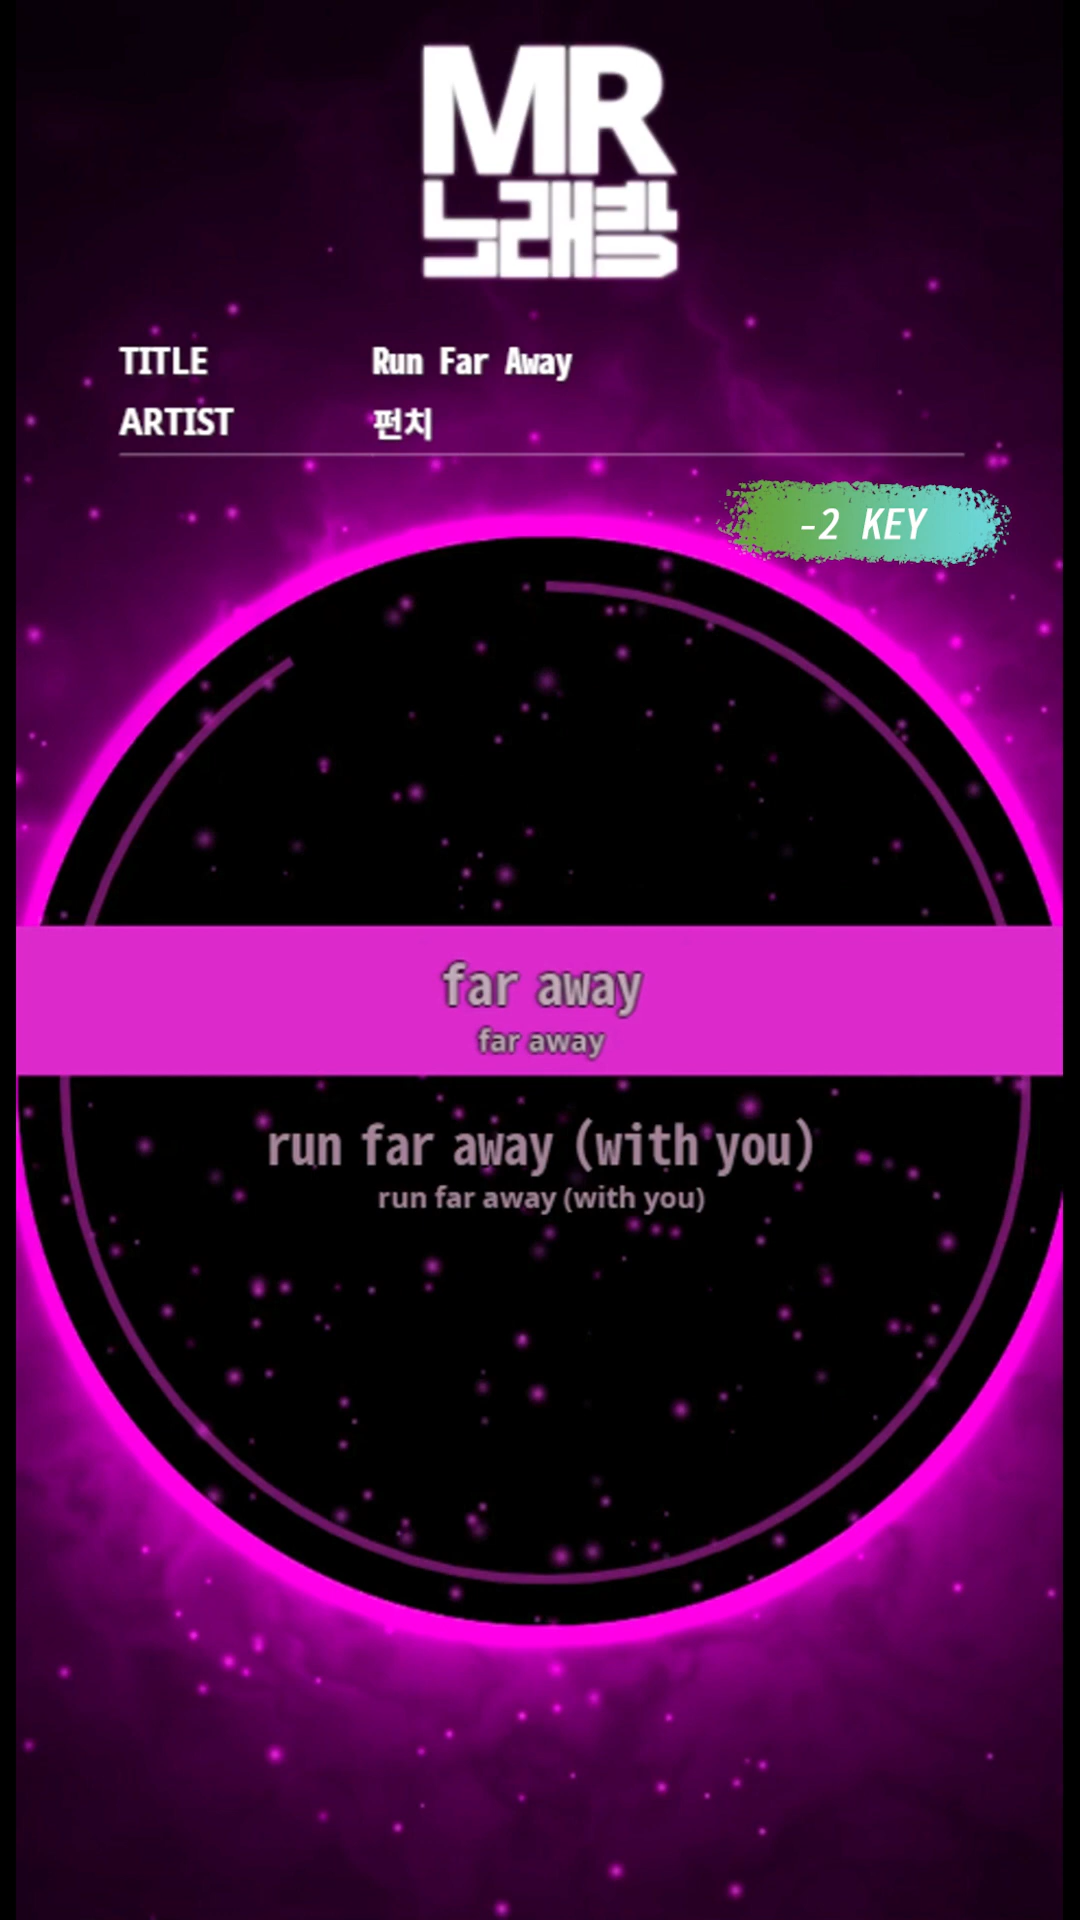 MR
노래방
TITLE Run Far Away
ARTIST 펀치
-2 KEY
far away
far away
run far away (with you)
run far away (with you)